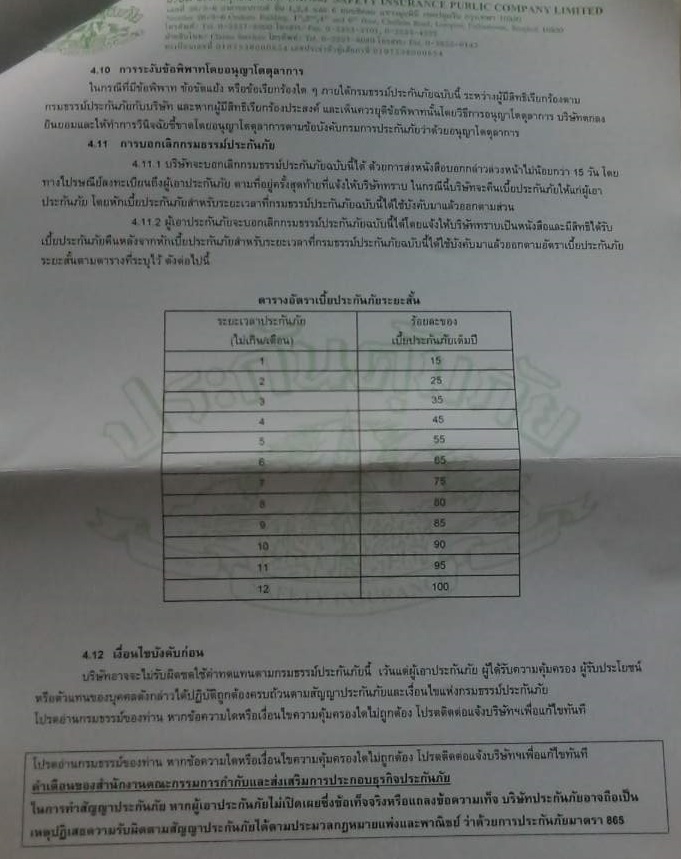 SAFETY INSURANCE PUBLIC COMPANY LIMITED
4.10 การระงับข้อพิพาทโดยอนุญาโตตุลาการ
ในกรณีที่มีข้อพิพาท ข้อขัดแย้ง หรือข้อเรียกร้องใด ๆ ภายใต้กรมธรรม์ประกันภัยฉบับนี้ ระหว่างผู้มีสิทธิเรียกร้องตาม
กรมธรรม์ประกันภัยกับบริษัท และหากผู้มีสิทธิเรียกร้องประสงค์ และเห็นควรยุติข้อพิพาทนั้นโดยวิธีการอนุญาโตตุลาการ บริษัทตกลง
ยินยอมและให้ทำการวินิจฉัยชี้ขาดโดยอนุญาโตตุลาการตามข้อบังคับกรมการประกันภัยว่าด้วยอนุญาโตตุลาการ
4.11 การบอกเลิกกรมธรรม์ประกันภัย
4.11.1 บริษัทจะบอกเลิกกรมธรรม์ประกันภัยฉบับนี้ได้ ด้วยการส่งหนังสือบอกกล่าวล่วงหน้าไม่น้อยกว่า 15 วัน โดย
ทางไปรษณีย์ลงทะเบียนถึงผู้เอาประกันภัย ตามที่อยู่ครั้งสุดท้ายที่แจ้งให้บริษัททราบ ในกรณีนี้บริษัทจะคืนเบี้ยประกันภัยให้แก่ผู้เอา
ประกันภัย โดยหักเบี้ยประกันภัยสำหรับระยะเวลาที่กรมธรรม์ประกันภัยฉบับนี้ได้ใช้บังคับมาแล้วออกตามส่วน
4.11.2 ผู้เอาประกันภัยจะบอกเลิกกรมธรรม์ประกันภัยฉบับนี้ได้โดยแจ้งให้บริษัททราบเป็นหนังสือและมีสิทธิได้รับ
เบี้ยประกันภัยคืนหลังจากหักเบี้ยประกันภัยสำหรับระยะเวลาที่กรมธรรม์ประกันภัยฉบับนี้ได้ใช้บังคับมาแล้วออกตามอัตราเบี้ยประกันภัย
ระยะสั้นตามตารางที่ระบุไว้ ดังต่อไปนี้
ตารางอัตราเบี้ยประกันภัยระยะสั้น
ระยะเวลาประกันภัย ร้อยละของ
(ไม่เกิน/เดือน) เบี้ยประกันภัยเต็มปี
1 15
2 25
3 35
4 45
5 55
6 65
7 75
8 80
9 85
10 90
11 95
12 100
ประกันคุ้มภัย
4.12 เงื่อนไขบังคับก่อน
บริษัทอาจจะไม่รับผิดชดใช้ค่าทดแทนตามกรมธรรม์ประกันภัยนี้ เว้นแต่ผู้เอาประกันภัย ผู้ได้รับความคุ้มครอง ผู้รับประโยชน์
หรือตัวแทนของบุคคลดังกล่าวได้ปฏิบัติถูกต้องครบถ้วนตามสัญญาประกันภัยและเงื่อนไขแห่งกรมธรรม์ประกันภัย
โปรดอ่านกรมธรรม์ของท่าน หากข้อความใดหรือเงื่อนไขความคุ้มครองใดไม่ถูกต้อง โปรดติดต่อแจ้งบริษัทฯเพื่อแก้ไขทันที
โปรดอ่านกรมธรรม์ของท่าน หากข้อความใดหรือเงื่อนไขความคุ้มครองใดไม่ถูกต้อง โปรดติดต่อแจ้งบริษัทฯเพื่อแก้ไขทันที
คำเตือนของสำนักงานคณะกรรมการกำกับและส่งเสริมการประกอบธุรกิจประกันภัย
ในการทำสัญญาประกันภัย หากผู้เอาประกันภัยไม่เปิดเผยซึ่งข้อเท็จจริงหรือแถลงข้อความเท็จ บริษัทประกันภัยอาจถือเป็น
เหตุปฏิเสธความรับผิดตามสัญญาประกันภัยได้ตามประมวลกฎหมายแพ่งและพาณิชย์ ว่าด้วยการประกันภัยมาตรา 865